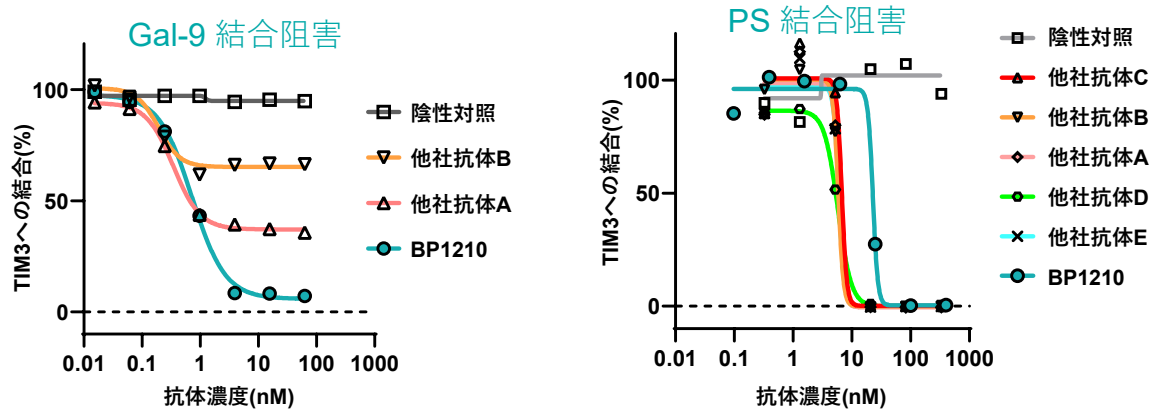 Gal-9 結合阻害
TIM3への結合(%)
100
50
0
0.01
0.1
1
10
100
1000
抗体濃度(nM)
陰性対照
他社抗体B
他社抗体A
BP1210
PS 結合阻害
TIM3への結合(%)
100
50
0
0.01
0.1
1
10
100
1000
抗体濃度(nM)
陰性対照
他社抗体C
他社抗体B
他社抗体A
他社抗体D
他社抗体E
BP1210